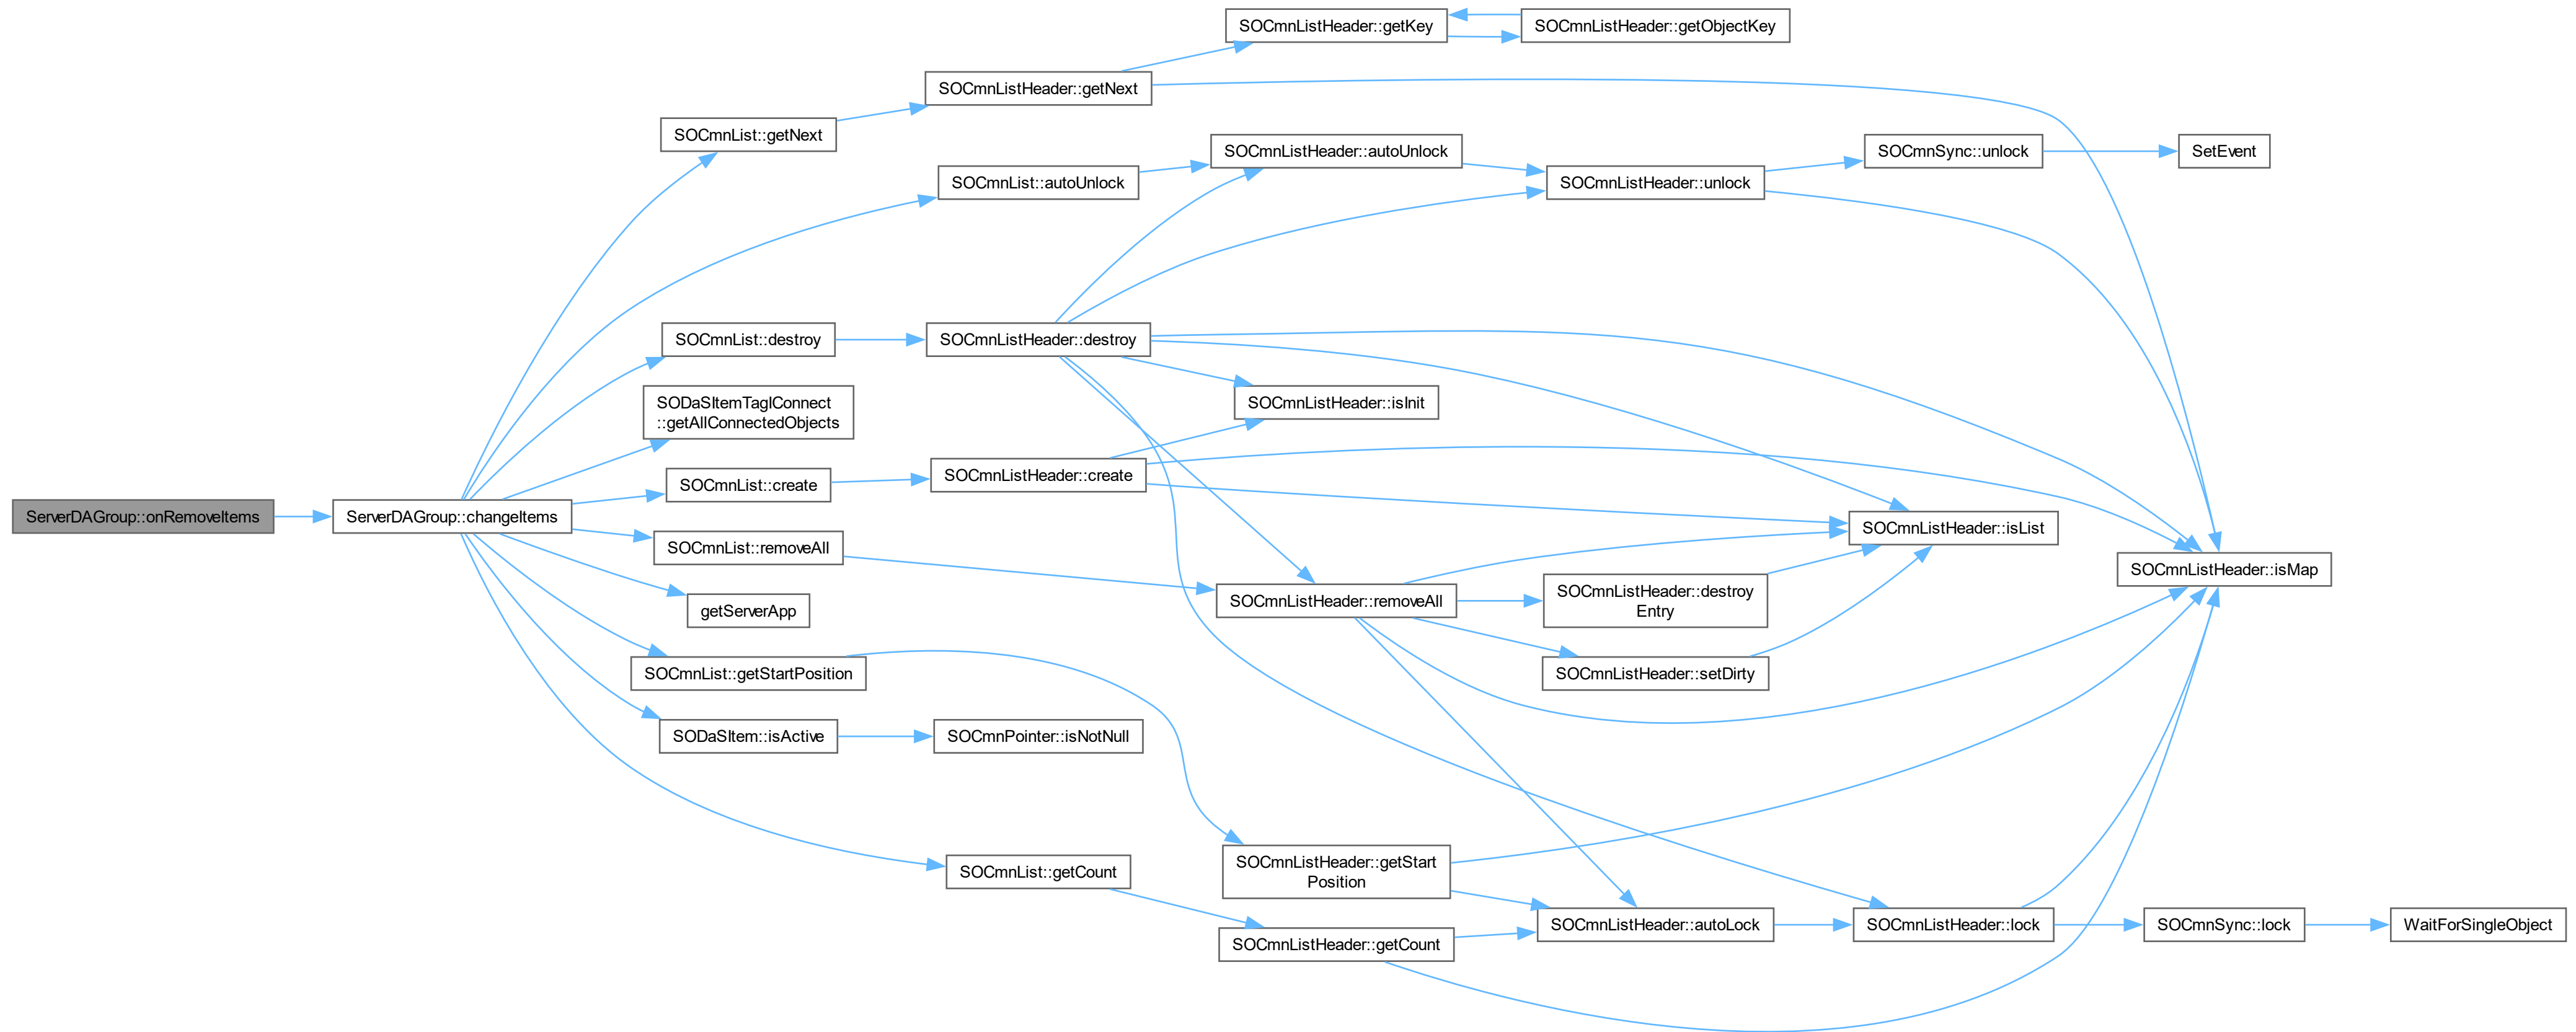 ServerDAGroup::onRemoveItems
ServerDAGroup::changeItems
SOCmnList::getNext
SOCmnListHeader::getNext
SOCmnListHeader::getKey
SOCmnListHeader::getObjectKey
SOCmnList::autoUnlock
SOCmnListHeader::autoUnlock
SOCmnListHeader::unlock
SOCmnSync::unlock
SetEvent
SOCmnList::destroy
SOCmnListHeader::destroy
SODaSItemTagIConnect
::getAllConnectedObjects
SOCmnListHeader::isInit
SOCmnList::create
SOCmnListHeader::create
SOCmnListHeader::isList
SOCmnListHeader::isMap
SOCmnList::removeAll
SOCmnListHeader::removeAll
SOCmnListHeader::destroy
Entry
getServerApp
SOCmnList::getStartPosition
SOCmnListHeader::setDirty
SODaSItem::isActive
SOCmnPointer::isNotNull
SOCmnList::getCount
SOCmnListHeader::getStart
Position
SOCmnListHeader::getCount
SOCmnListHeader::autoLock
SOCmnListHeader::lock
SOCmnSync::lock
WaitForSingleObject